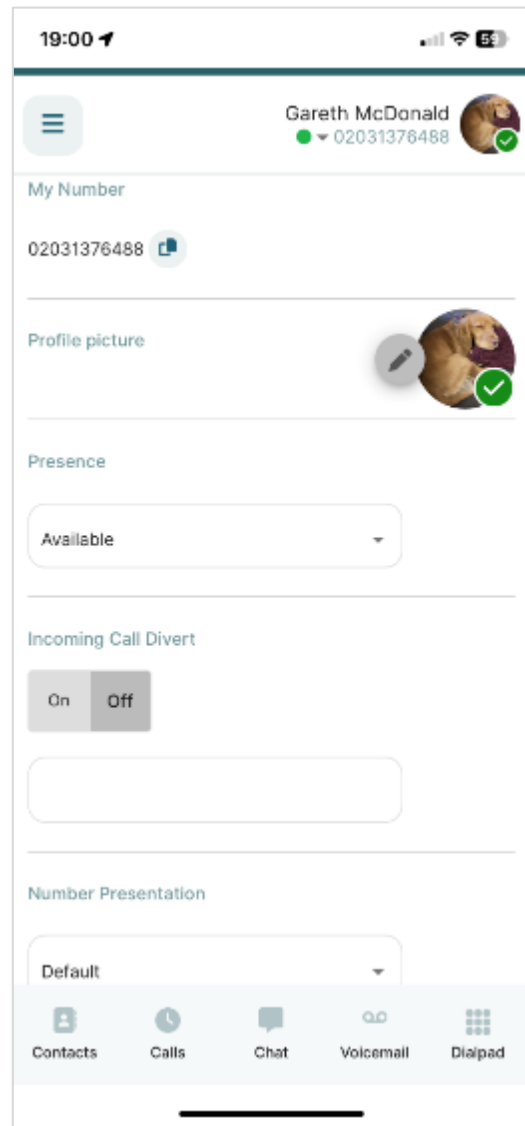 19:00
59
Gareth McDonald
02031376488
My Number
02031376488
Profile picture
Presence
Available
Incoming Call Divert
On Off
Number Presentation
Default
Contacts Calls Chat Voicemail Dialpad